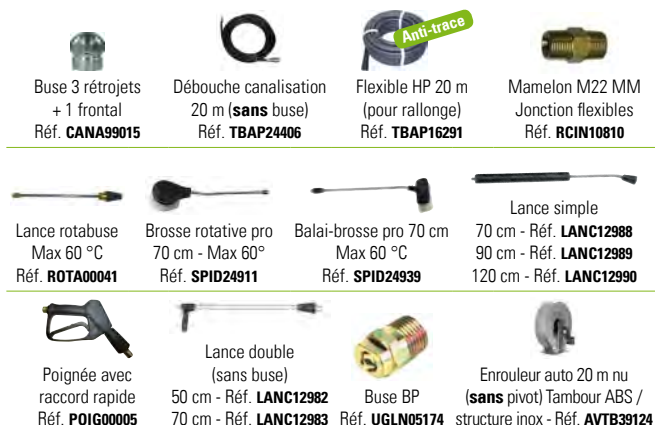 Anti-trace
Buse 3 rétrojets
+ 1 frontal
Réf. CANA99015
Débouche canalisation
20 m (sans buse)
Réf. TBAP24406
Flexible HP 20 m
(pour rallonge)
Réf. TBAP16291
Mamelon M22 MM
Jonction flexibles
Réf. RCIN10810
Lance rotabuse
Max 60 °C
Réf. ROTA00041
Brosse rotative pro
70 cm - Max 60°
Réf. SPID24911
Balai-brosse pro 70 cm
Max 60 °C
Réf. SPID24939
Lance simple
70 cm - Réf. LANC12988
90 cm - Réf. LANC12989
120 cm - Réf. LANC12990
Poignée avec
raccord rapide
Réf. POIG00005
Lance double
(sans buse)
50 cm - Réf. LANC12982
70 cm - Réf. LANC12983
Buse BP
Réf. UGLN05174
Enrouleur auto 20 m nu
(sans pivot) Tambour ABS /
structure inox - Réf. AVTB39124